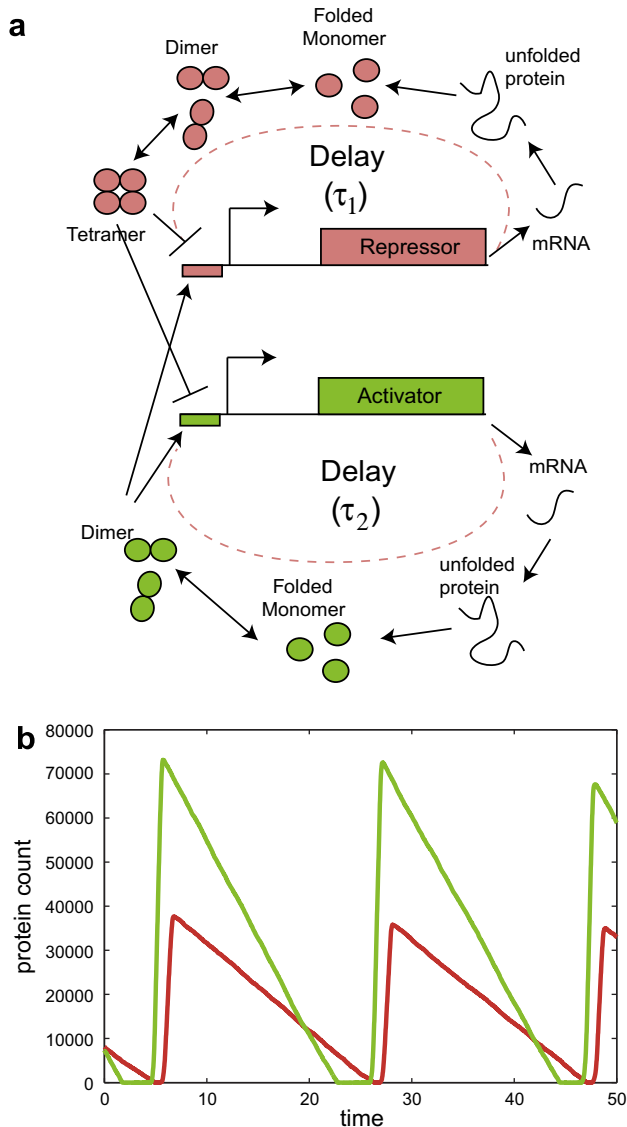 a
Folded
Monomer
Dimer
unfolded
protein
Delay
(τ1)
Tetramer
mRNA
Repressor
Activator
Delay
(τ2)
mRNA
Dimer
unfolded
protein
Folded
Monomer
b
80000
70000
60000
50000
40000
30000
20000
10000
0
protein count
0 10 20 30 40 50
time